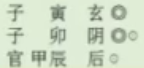 子 寅 玄◎
子 卯 阴◎○
官 甲辰 后○